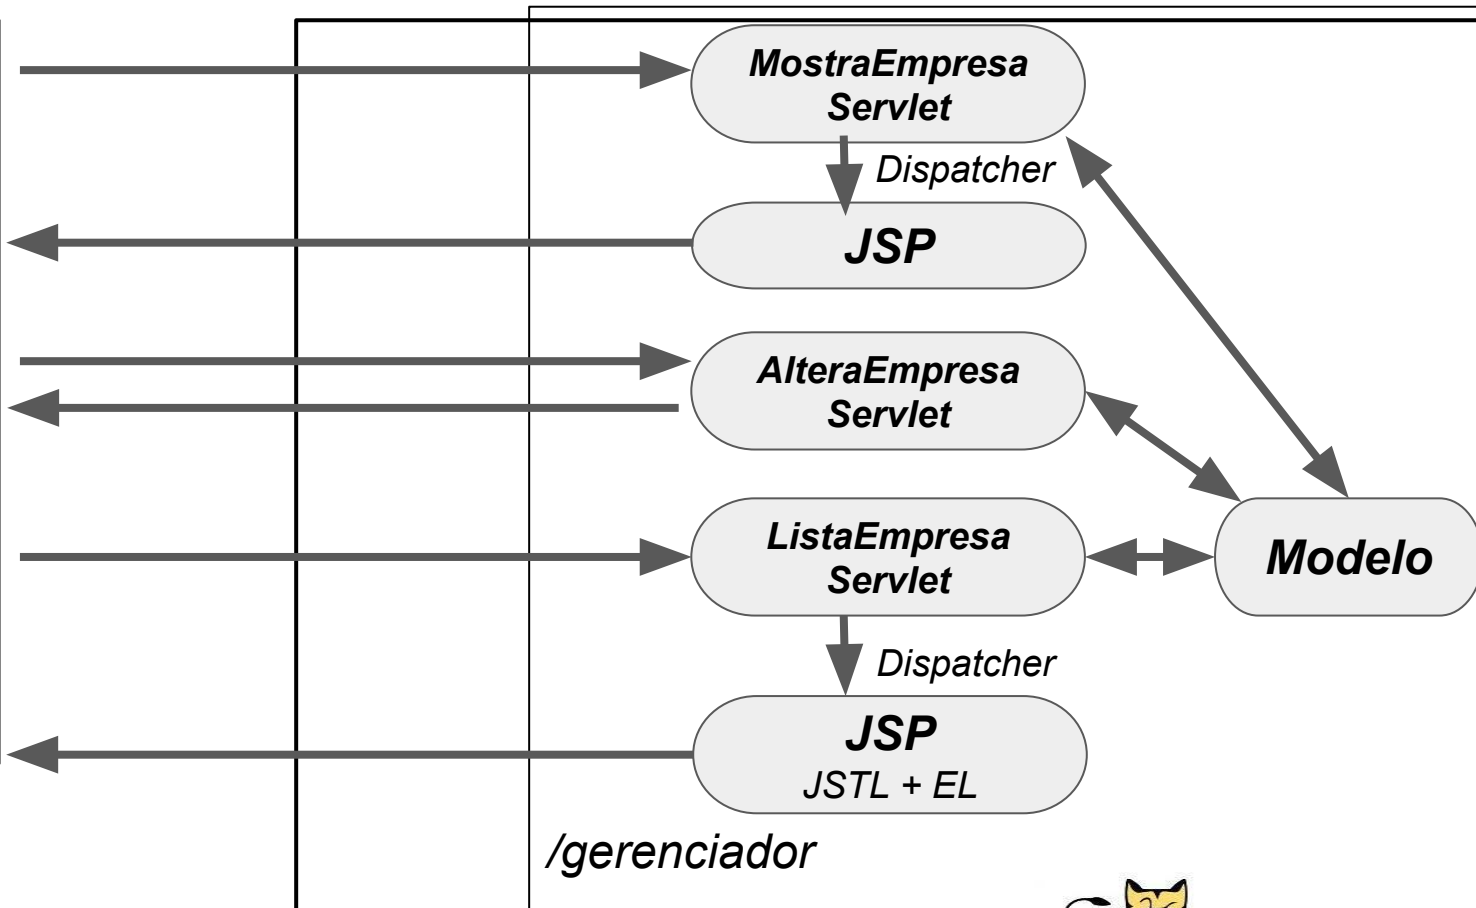 MostraEmpresa
Servlet
Dispatcher
JSP
AlteraEmpresa
Servlet
ListaEmpresa
Servlet
Modelo
Dispatcher
JSP
JSTL + EL
/gerenciador